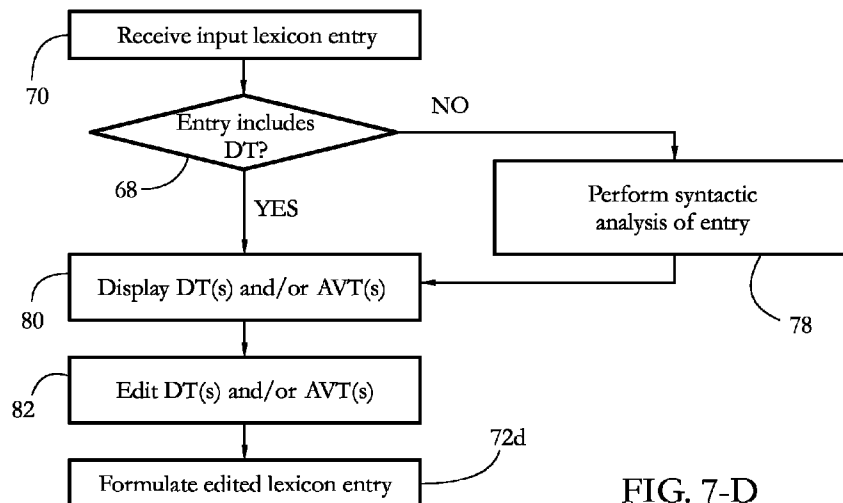 Receive input lexicon entry
70
NO
Entry includes
DT?
68
YES
Perform syntactic
analysis of entry
78
Display DT(s) and/or AVT(s)
80
Edit DT(s) and/or AVT(s)
82
72d
Formulate edited lexicon entry
FIG. 7-D